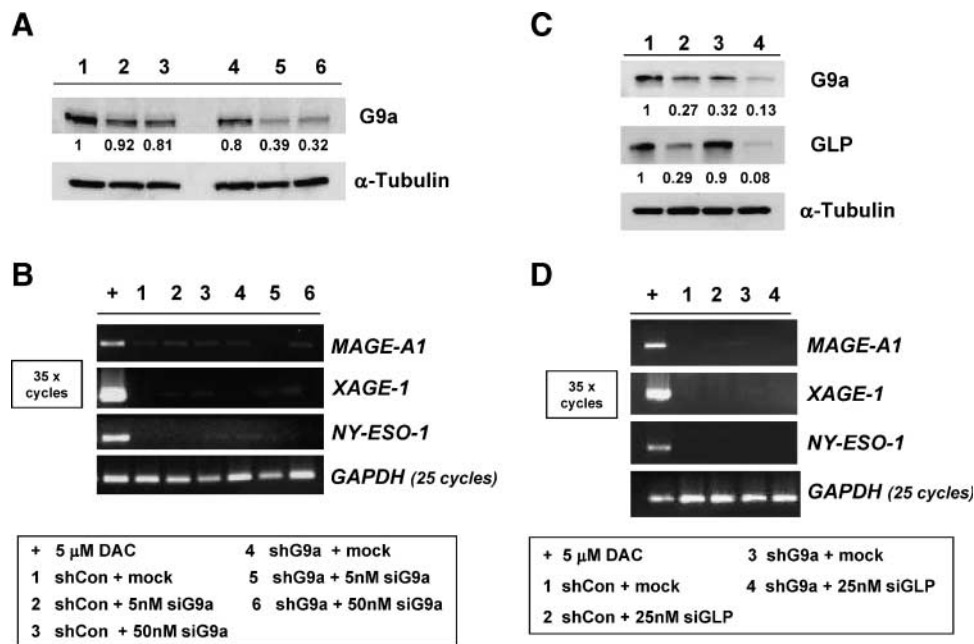 A
1 2 3 4 5 6
G9a
1 0.92 0.81 0.8 0.39 0.32
α-Tubulin
B
+ 1 2 3 4 5 6
MAGE-A1
35 x
cycles
XAGE-1
NY-ESO-1
GAPDH (25 cycles)
+ 5 μM DAC
1 shCon + mock
2 shCon + 5nM siG9a
3 shCon + 50nM siG9a
4 shG9a + mock
5 shG9a + 5nM siG9a
6 shG9a + 50nM siG9a
C
1 2 3 4
G9a
1 0.27 0.32 0.13
GLP
1 0.29 0.9 0.08
α-Tubulin
D
+ 1 2 3 4
MAGE-A1
35 x
cycles
XAGE-1
NY-ESO-1
GAPDH (25 cycles)
+ 5 μM DAC
1 shCon + mock
2 shCon + 25nM siGLP
3 shG9a + mock
4 shG9a + 25nM siGLP